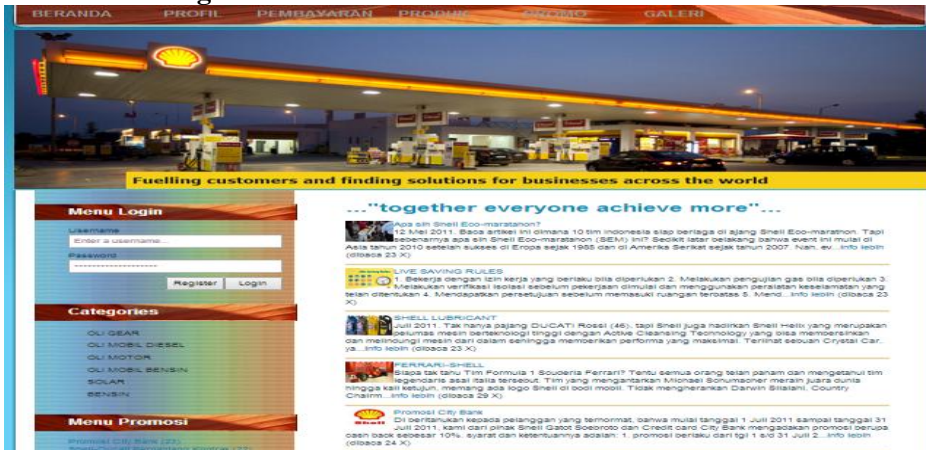 BERANDA PROFIL PEMBAYARAN PRODUK PROMO GALERI
Fuelling customers and finding solutions for businesses across the world
Menu Login
Username
Enter a username...
Password
Register Login
Categories
OLI GEAR
OLI MOBIL DIESEL
OLI MOTOR
OLI MOBIL BENSIN
SOLAR
BENSIN
Menu Promosi
Promosi City Bank (23)
..."together everyone achieve more"...
Apa sih Shell Eco-maratahon?
12 Mei 2011. Baca artikel ini dimana 10 tim indonesia siap berlaga di ajang Shell Eco-marathon. Tapi
sebenarnya apa sih Shell Eco-maratahon (SEM) ini? Sedikit latar belakang bahwa event ini mulai di
Asia tahun 2010 setelah sukses di Eropa sejak 1985 dan di Amerika Serikat sejak tahun 2007. Nah, ev...info lebih
(dibaca 23 X)
LIVE SAVING RULES
1. Bekerja dengan izin kerja yang berlaku bila diperlukan 2. Melakukan pengujian gas bila diperlukan 3.
Melakukan verifikasi isolasi sebelum pekerjaan dimulai dan menggunakan peralatan keselamatan yang
telah ditentukan 4. Mendapatkan persetujuan sebelum memasuki ruangan terbatas 5. Mend...info lebih (dibaca 23
X)
SHELL LUBRICANT
Juli 2011. Tak hanya pajang DUCATI Rossi (46), tapi Shell juga hadirkan Shell Helix yang merupakan
pelumas mesin berteknologi tinggi dengan Active Cleansing Technology yang bisa membersihkan
dan melindungi mesin dari dalam sehingga memberikan performa yang maksimal. Terlihat sebuah Crystal Car,
ya...info lebih (dibaca 23 X)
FERRARI-SHELL
Siapa tak tahu Tim Formula 1 Scuderia Ferrari? Tentu semua orang telah paham dan mengetahui tim
legendaris asal Italia tersebut. Tim yang mengantarkan Michael Schumacher meraih juara dunia
hingga kali ketujuh, memang ada logo Shell di bodi mobil. Tidak mengherankan Darwin Silalahi, Country
Chairm...info lebih (dibaca 29 X)
Promosi City Bank
Di beritahukan kepada pelanggan yang terhormat, bahwa mulai tanggal 1 Juli 2011 sampai tanggal 31
Juli 2011, kami dari pihak Shell Gatot Soebroto dan Credit card City Bank mengadakan promosi berupa
cash back sebesar 10%. syarat dan ketentuannya adalah: 1. promosi berlaku dari tgl 1 s/d 31 Juli 2...info lebih
(dibaca 24 X)